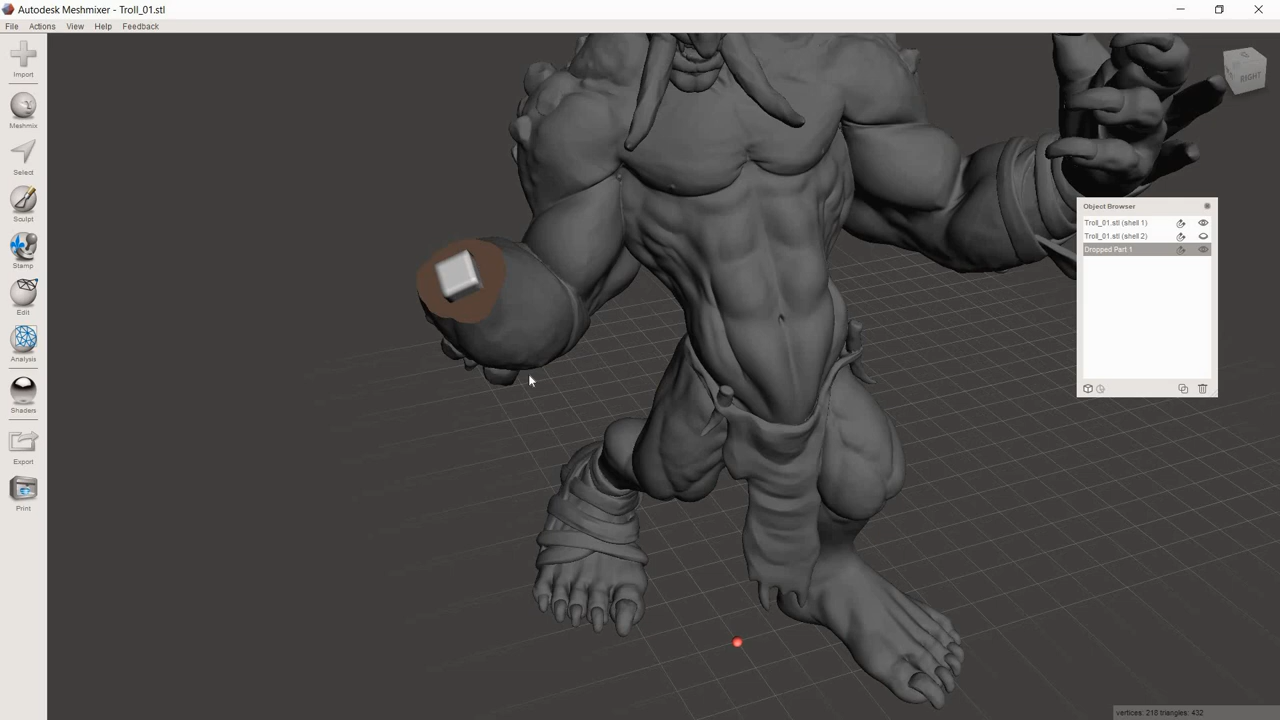 Autodesk Meshmixer - Troll_01.stl
File Actions View Help Feedback
Import
Meshmix
Select
Sculpt
Stamp
Edit
Analysis
Shaders
Export
Print
RIGHT
Object Browser
Troll_01.stl (shell 1)
Troll_01.stl (shell 2)
Dropped Part 1
vertices: 218 triangles: 432